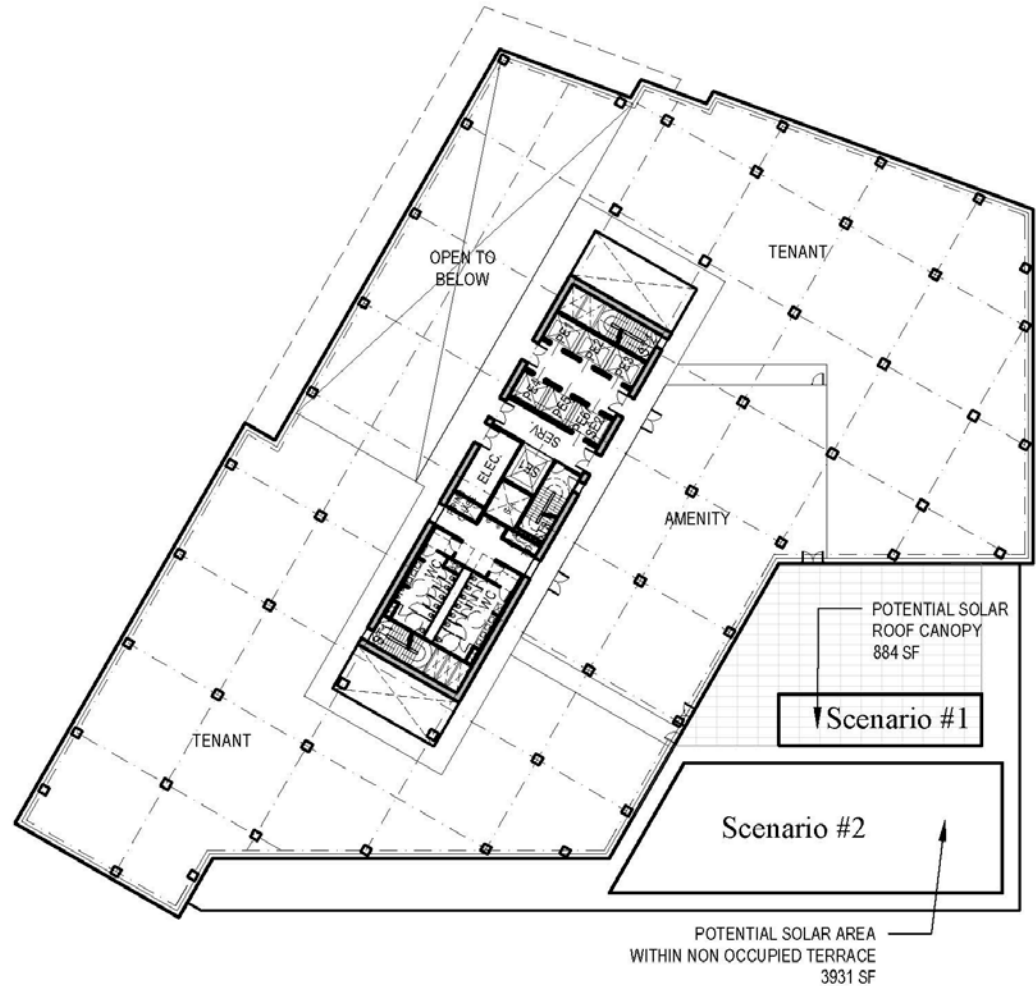 OPEN TO
BELOW
TENANT
SERV.
ELEC.
AMENITY
WC
WC
TENANT
POTENTIAL SOLAR
ROOF CANOPY
884 SF
Scenario #1
Scenario #2
POTENTIAL SOLAR AREA
WITHIN NON OCCUPIED TERRACE
3931 SF